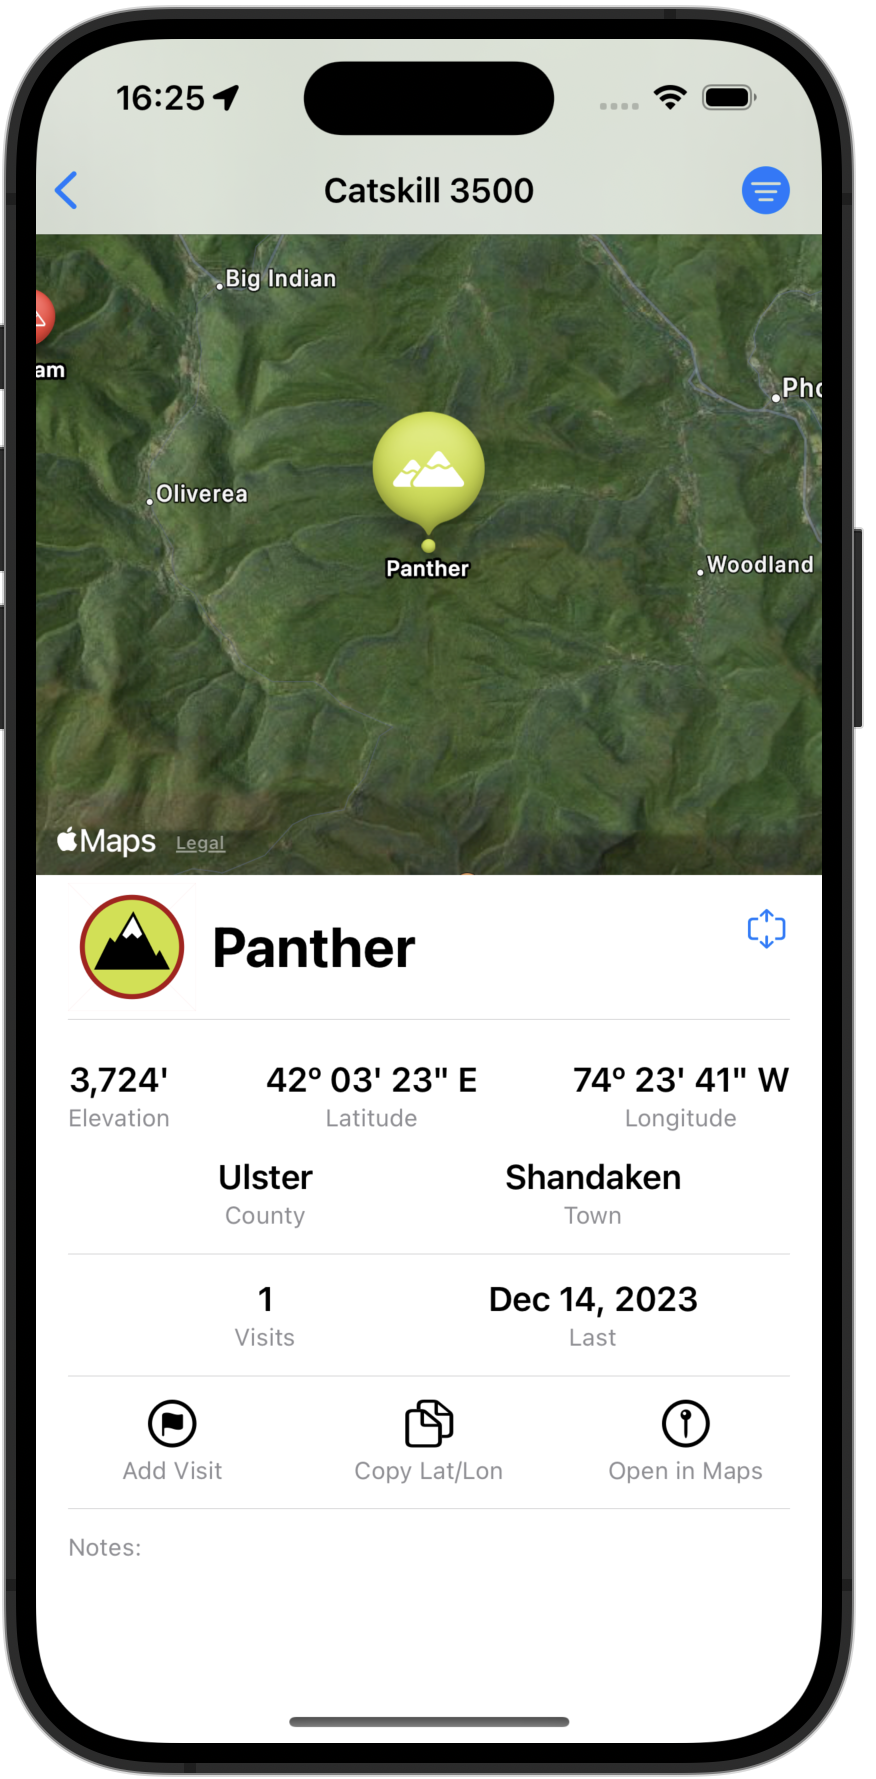 16:25
Catskill 3500
Big Indian
am
Pho
Oliverea
Panther
Woodland
Maps Legal
Panther
3,724' 42º 03' 23" E 74º 23' 41" W
Elevation Latitude Longitude
Ulster Shandaken
County Town
1 Dec 14, 2023
Visits Last
Add Visit Copy Lat/Lon Open in Maps
Notes: